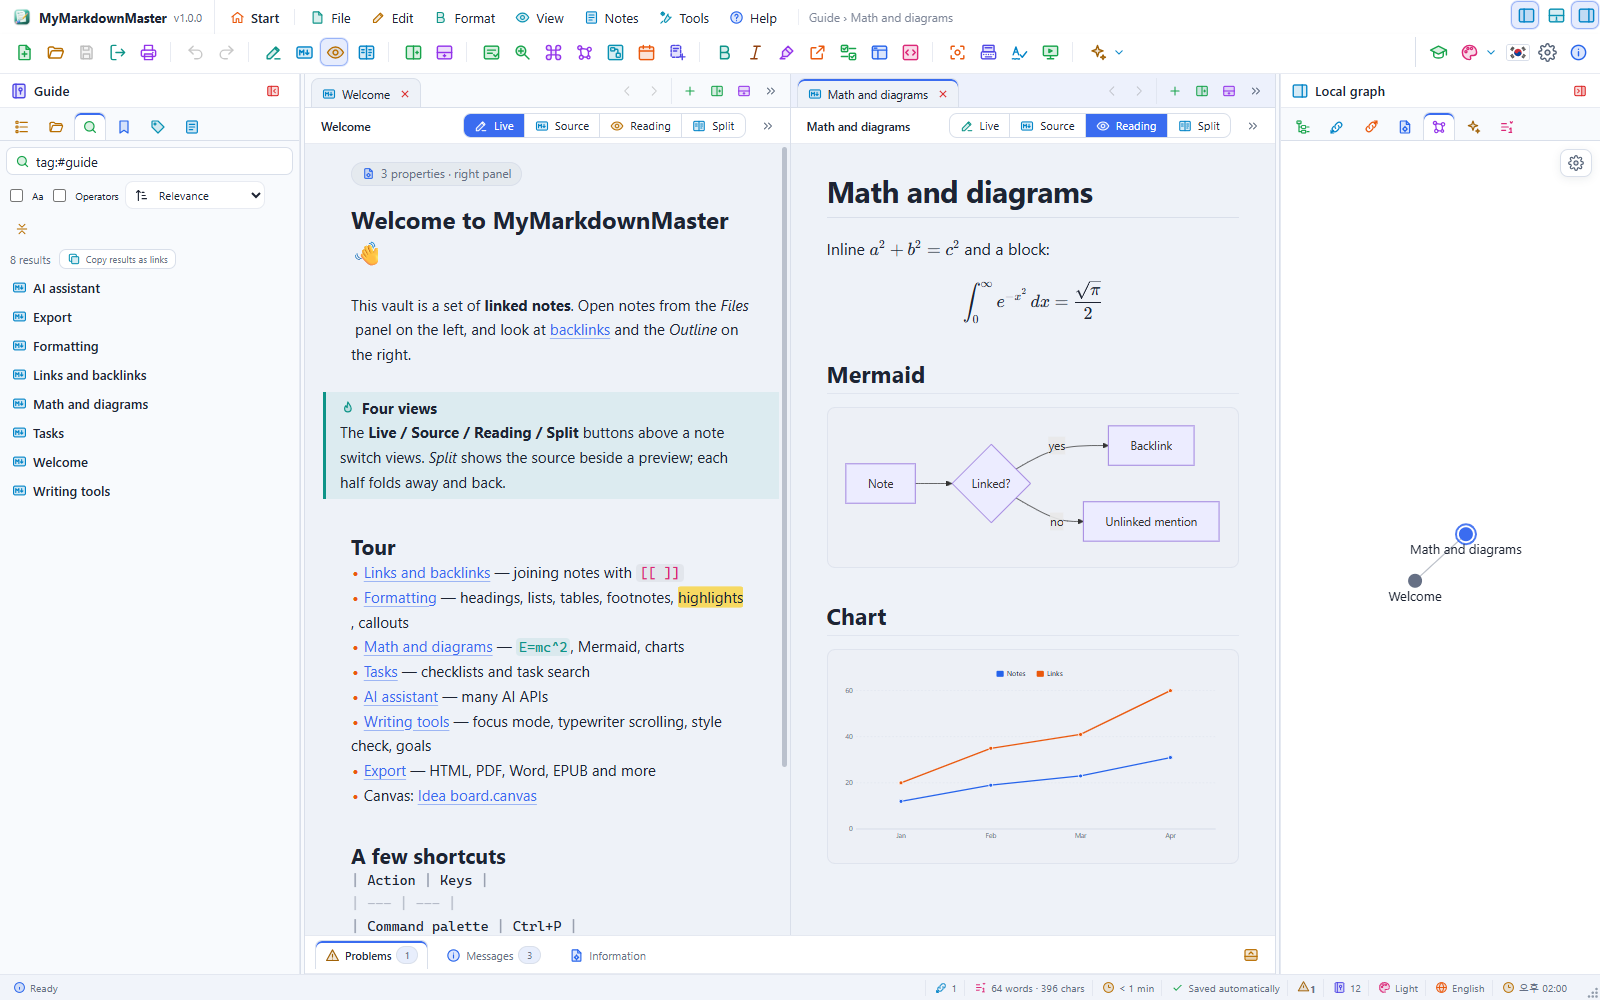 MyMarkdownMaster v1.0.0 Start File Edit Format View Notes Tools Help Guide › Math and diagrams
Guide
tag:#guide
Aa Operators Relevance
8 results Copy results as links
AI assistant
Export
Formatting
Links and backlinks
Math and diagrams
Tasks
Welcome
Writing tools
Welcome
Welcome Live Source Reading Split
3 properties · right panel
Welcome to MyMarkdownMaster
👋
This vault is a set of linked notes. Open notes from the Files
panel on the left, and look at backlinks and the Outline on
the right.
Four views
The Live / Source / Reading / Split buttons above a note
switch views. Split shows the source beside a preview; each
half folds away and back.
Tour
• Links and backlinks — joining notes with [[ ]]
• Formatting — headings, lists, tables, footnotes, highlights
, callouts
• Math and diagrams — E=mc^2, Mermaid, charts
• Tasks — checklists and task search
• AI assistant — many AI APIs
• Writing tools — focus mode, typewriter scrolling, style
check, goals
• Export — HTML, PDF, Word, EPUB and more
• Canvas: Idea board.canvas
A few shortcuts
| Action | Keys |
| --- | --- |
| Command palette | Ctrl+P |
Math and diagrams
Math and diagrams Live Source Reading Split
Math and diagrams
Inline a² + b² = c² and a block:
∫₀^∞ e^(-x²) dx = √π / 2
Mermaid
Note
Linked?
yes
Backlink
no
Unlinked mention
Chart
Notes Links
60
40
20
0
Jan Feb Mar Apr
Local graph
Math and diagrams
Welcome
Problems 1 Messages 3 Information
Ready 1 64 words · 396 chars < 1 min Saved automatically 1 12 Light English 오후 02:00